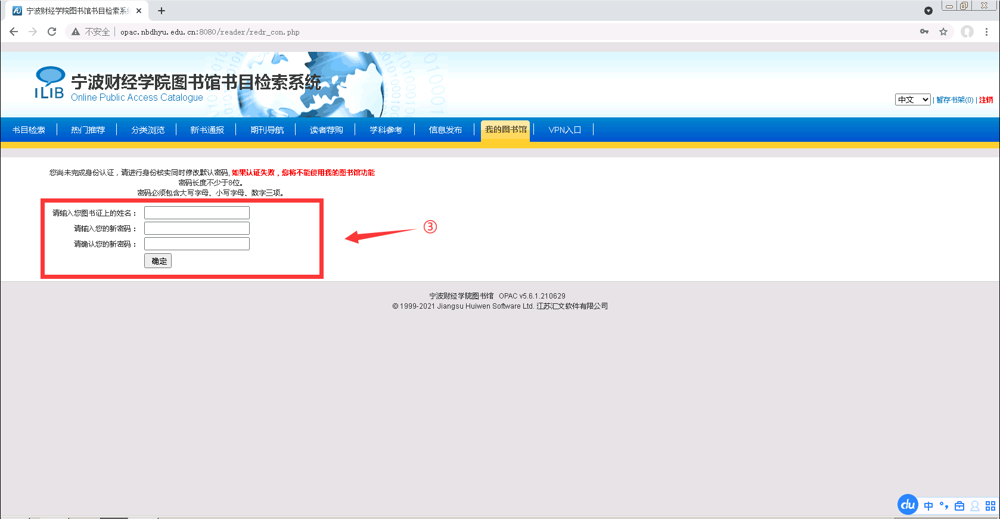 宁波财经学院图书馆书目检索系
不安全 opac.nbdhyu.edu.cn:8080/reader/redr_con.php
ILIB
宁波财经学院图书馆书目检索系统
Online Public Access Catalogue
中文 | 暂存书架(0) | 注销
书目检索 热门推荐 分类浏览 新书通报 期刊导航 读者荐购 学科参考 信息发布 我的图书馆 VPN入口
您尚未完成身份认证，请进行身份核实同时修改默认密码, 如果认证失败，您将不能使用我的图书馆功能
密码长度不少于8位。
密码必须包含大写字母、小写字母、数字三项。
请输入您图书证上的姓名：
请输入您的新密码：
请确认您的新密码：
确定
③
宁波财经学院图书馆 OPAC v5.6.1.210629
© 1999-2021 Jiangsu Huiwen Software Ltd. 江苏汇文软件有限公司
du 中 °,